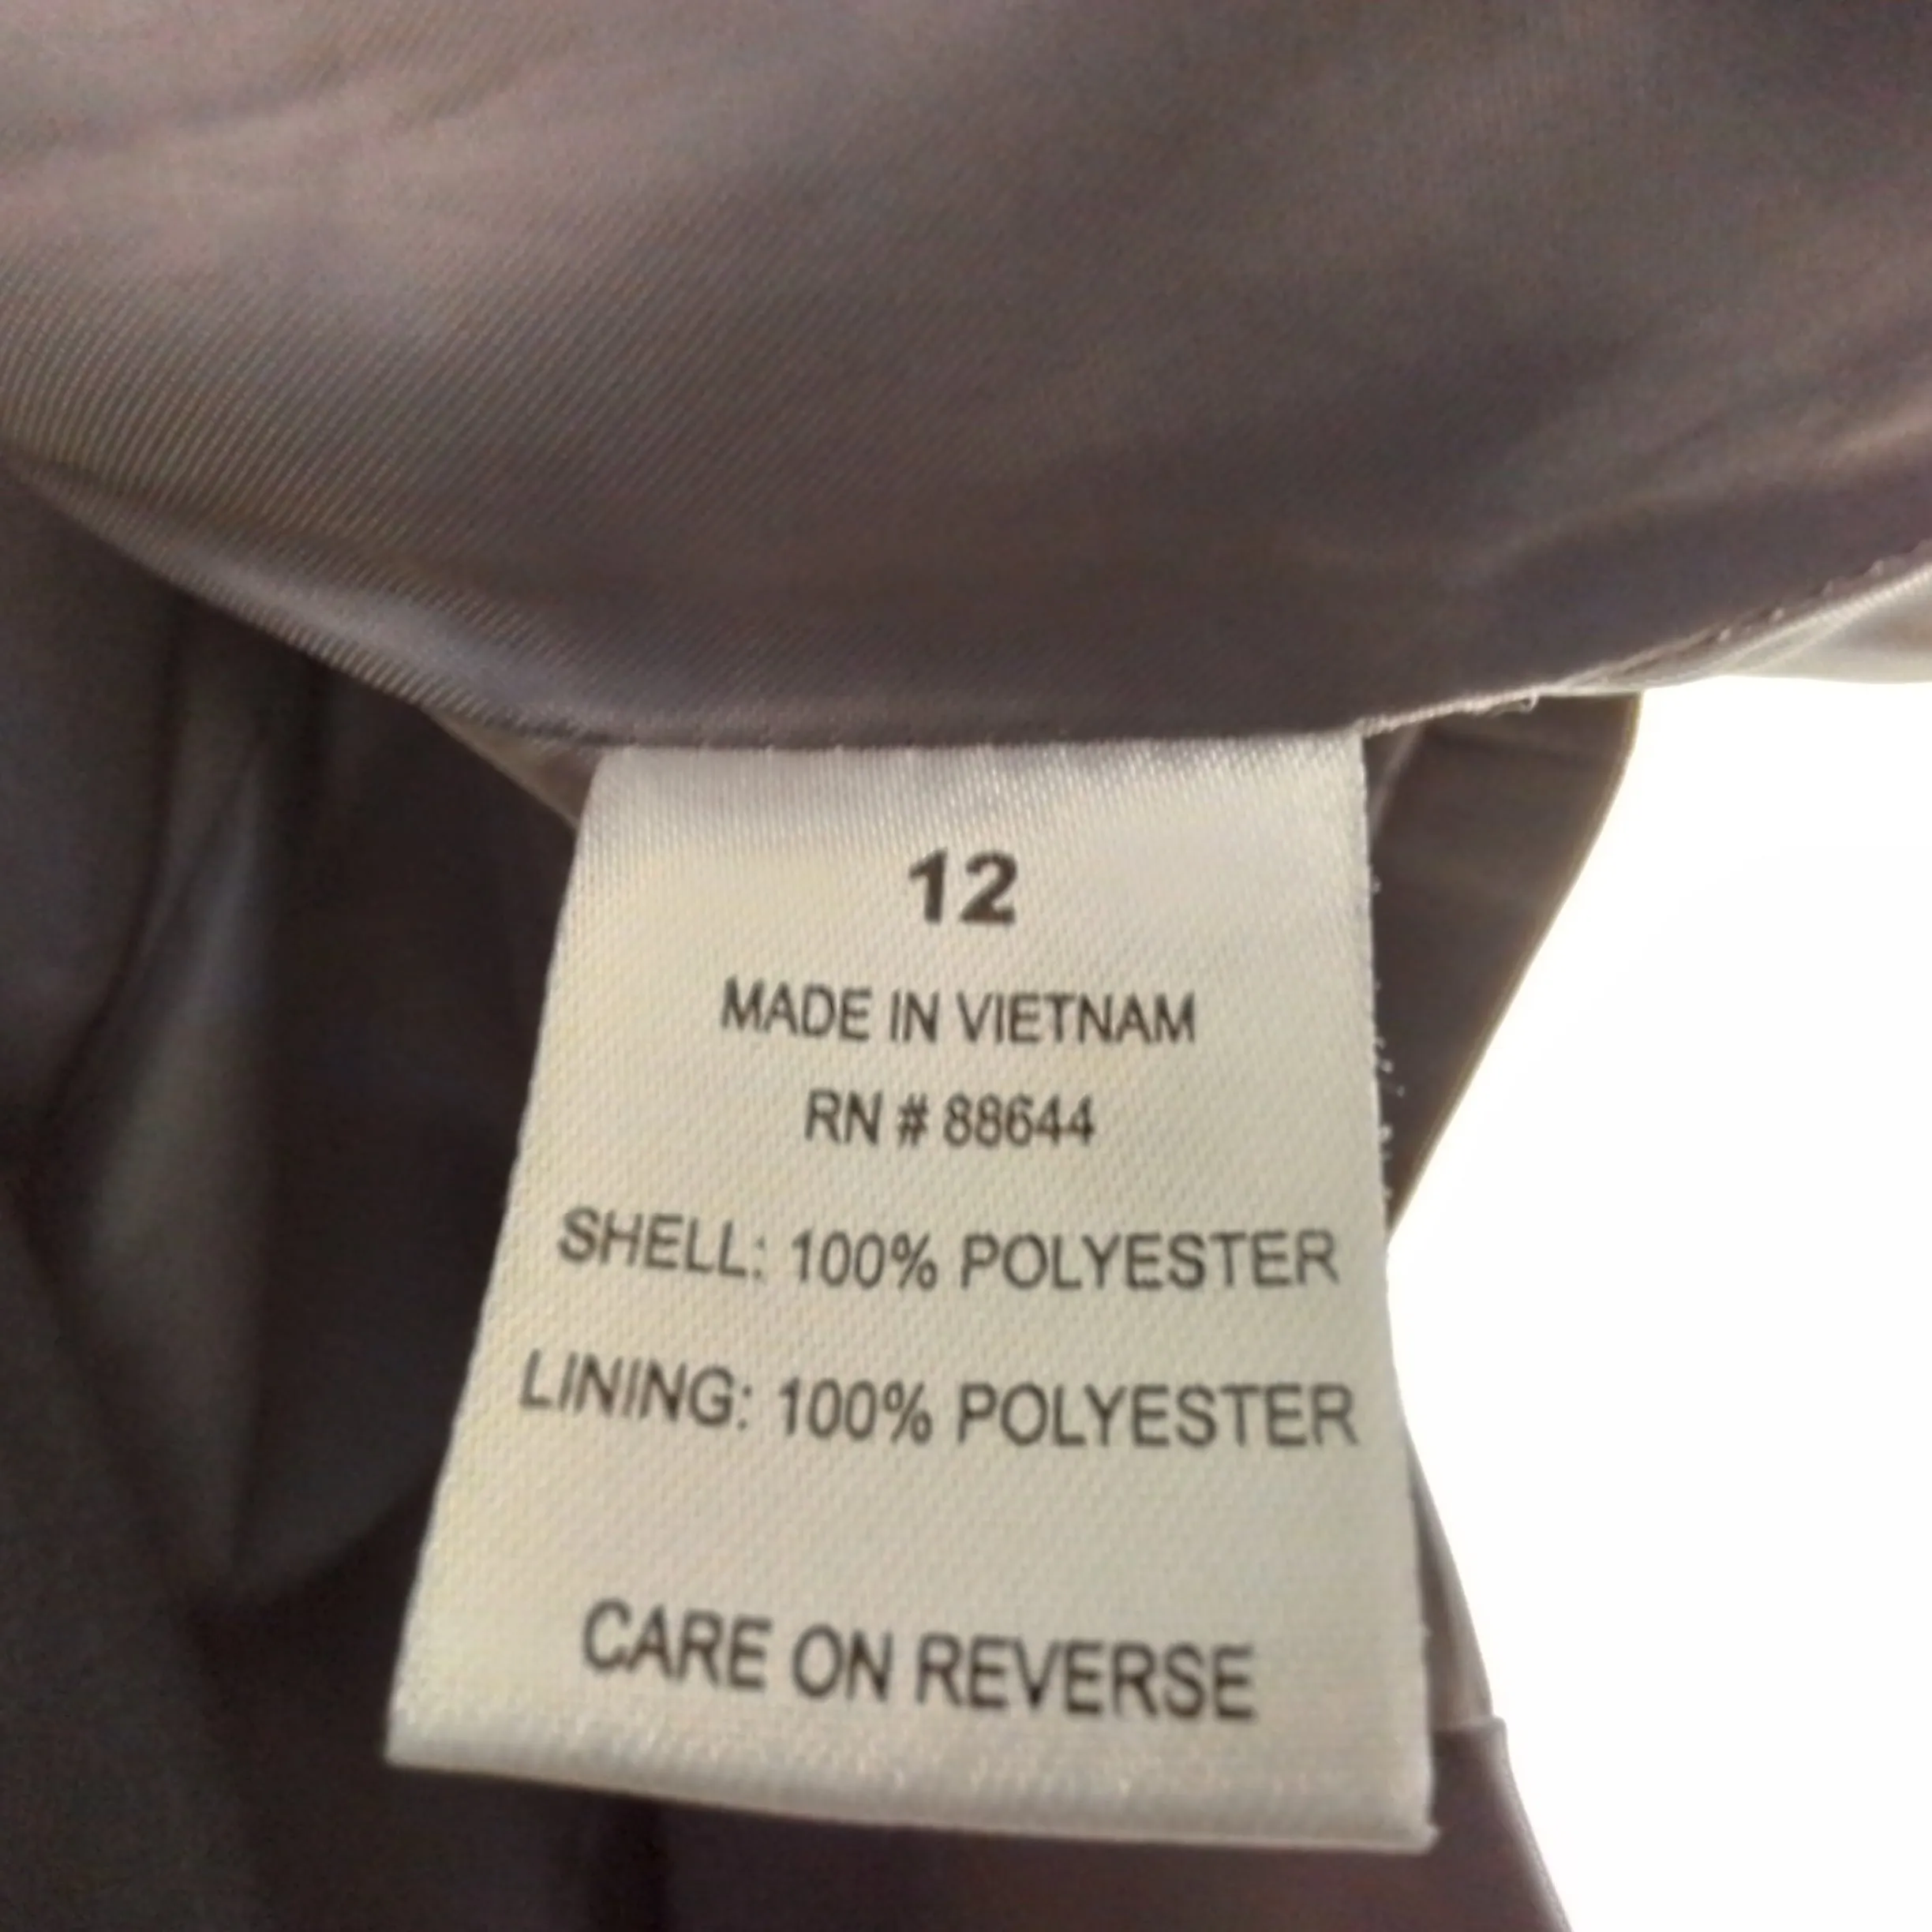 12
MADE IN VIETNAM
RN # 88644
SHELL: 100% POLYESTER
LINING: 100% POLYESTER
CARE ON REVERSE